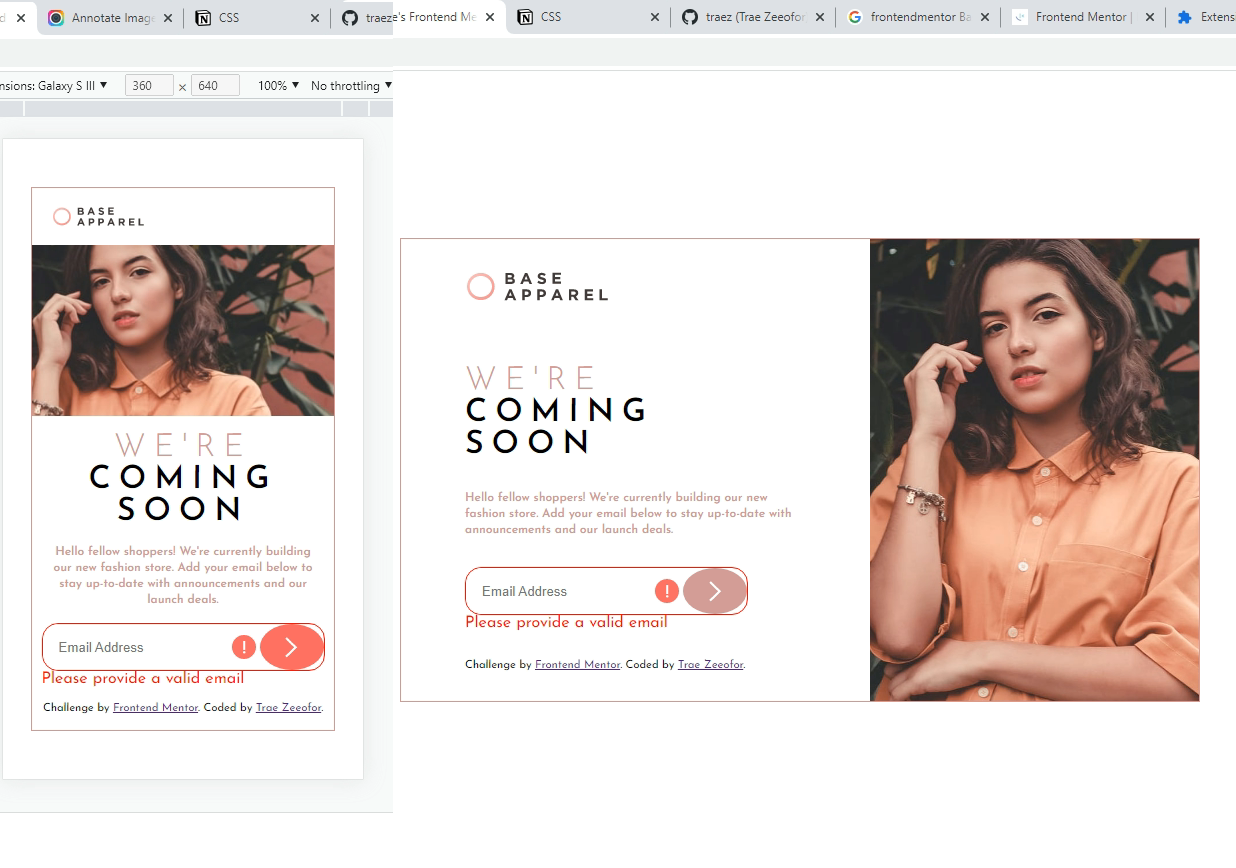 d
Annotate Image
CSS
traeze's Frontend Me
CSS
traez (Trae Zeeofor
frontendmentor Ba
Frontend Mentor |
Extens
nsions: Galaxy S III
360 × 640
100%
No throttling
BASE
APPAREL
WE'RE
COMING
SOON
Hello fellow shoppers! We're currently building
our new fashion store. Add your email below to
stay up-to-date with announcements and our
launch deals.
Email Address
!
Please provide a valid email
Challenge by Frontend Mentor. Coded by Trae Zeeofor.
BASE
APPAREL
WE'RE
COMING
SOON
Hello fellow shoppers! We're currently building our new
fashion store. Add your email below to stay up-to-date with
announcements and our launch deals.
Email Address
!
Please provide a valid email
Challenge by Frontend Mentor. Coded by Trae Zeeofor.